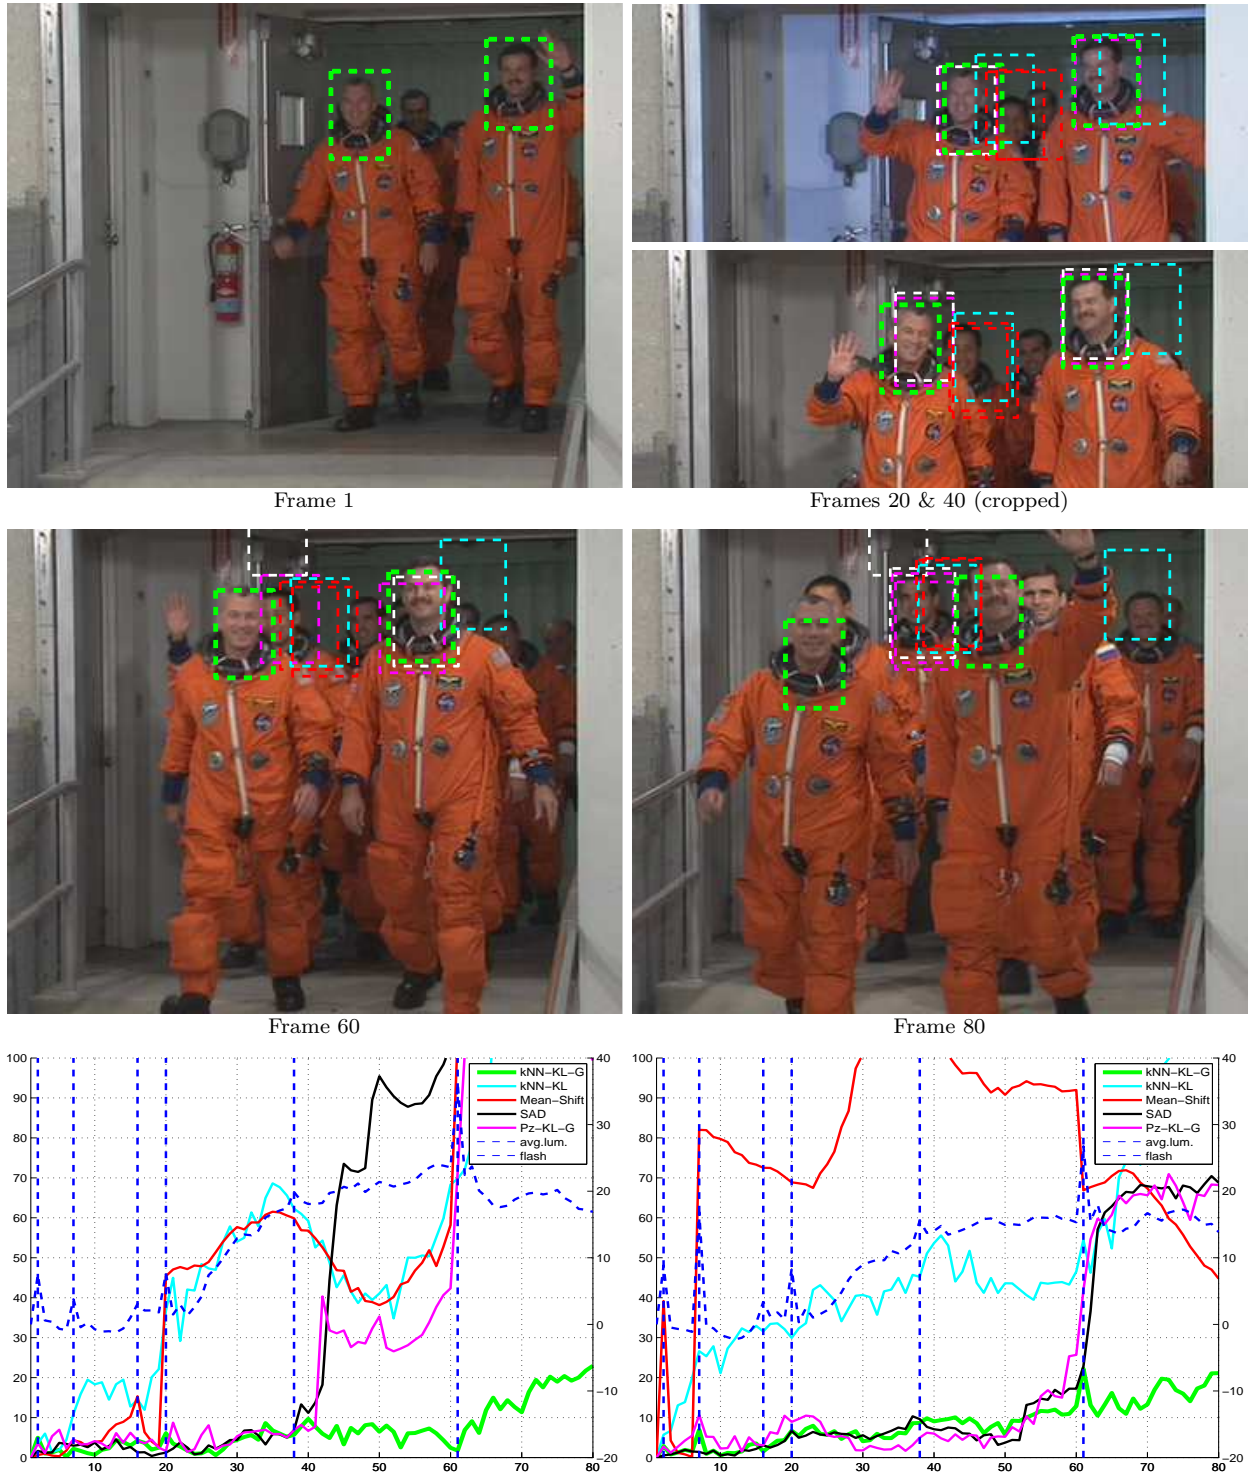 Frame 1
Frames 20 & 40 (cropped)
Frame 60
Frame 80
100
90
80
70
60
50
40
30
20
10
0
10 20 30 40 50 60 70 80
40
30
20
10
0
−10
−20
kNN−KL−G
kNN−KL
Mean−Shift
SAD
Pz−KL−G
avg.lum.
flash
100
90
80
70
60
50
40
30
20
10
0
10 20 30 40 50 60 70 80
40
30
20
10
0
−10
−20
kNN−KL−G
kNN−KL
Mean−Shift
SAD
Pz−KL−G
avg.lum.
flash